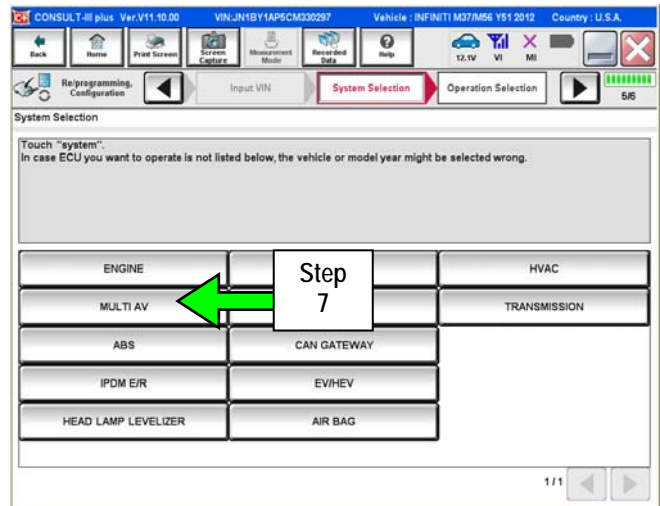 CONSULT-III plus Ver.V11.10.00 VIN:JN1BY1AP5CM330297 Vehicle : INFINITI M37/M56 Y51 2012 Country : U.S.A.
Back Home Print Screen Screen Capture Measurement Mode Recorded Data Help 12.1V VI MI
Re/programming, Configuration Input VIN System Selection Operation Selection 5/6
System Selection
Touch "system".
In case ECU you want to operate is not listed below, the vehicle or model year might be selected wrong.
ENGINE HVAC
MULTI AV TRANSMISSION
Step
7
ABS CAN GATEWAY
IPDM E/R EV/HEV
HEAD LAMP LEVELIZER AIR BAG
1/1